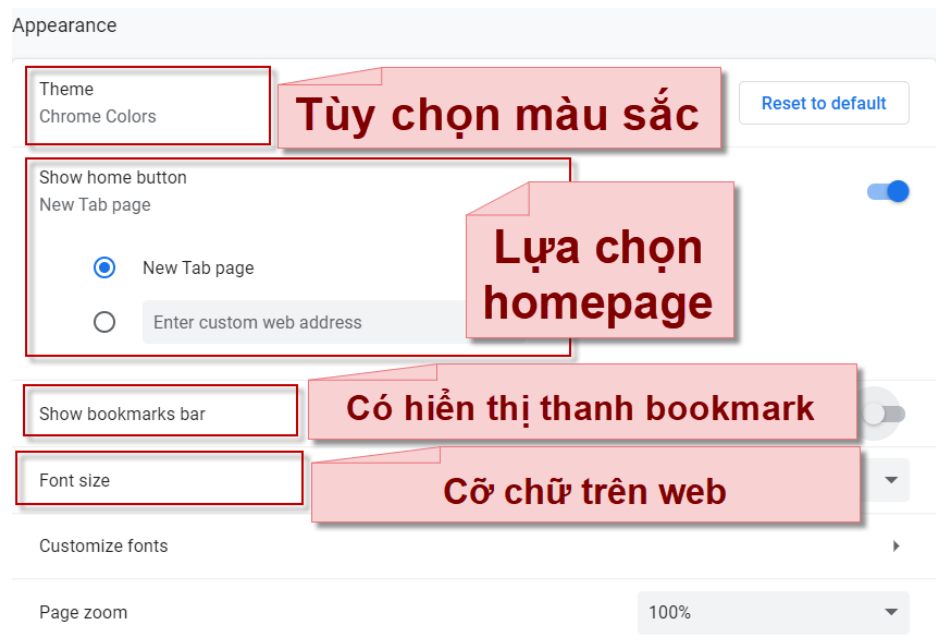 Appearance
Theme
Chrome Colors
Tùy chọn màu sắc
Reset to default
Show home button
New Tab page
Lựa chọn
homepage
New Tab page
Enter custom web address
Show bookmarks bar
Có hiển thị thanh bookmark
Font size
Cỡ chữ trên web
Customize fonts
Page zoom
100%